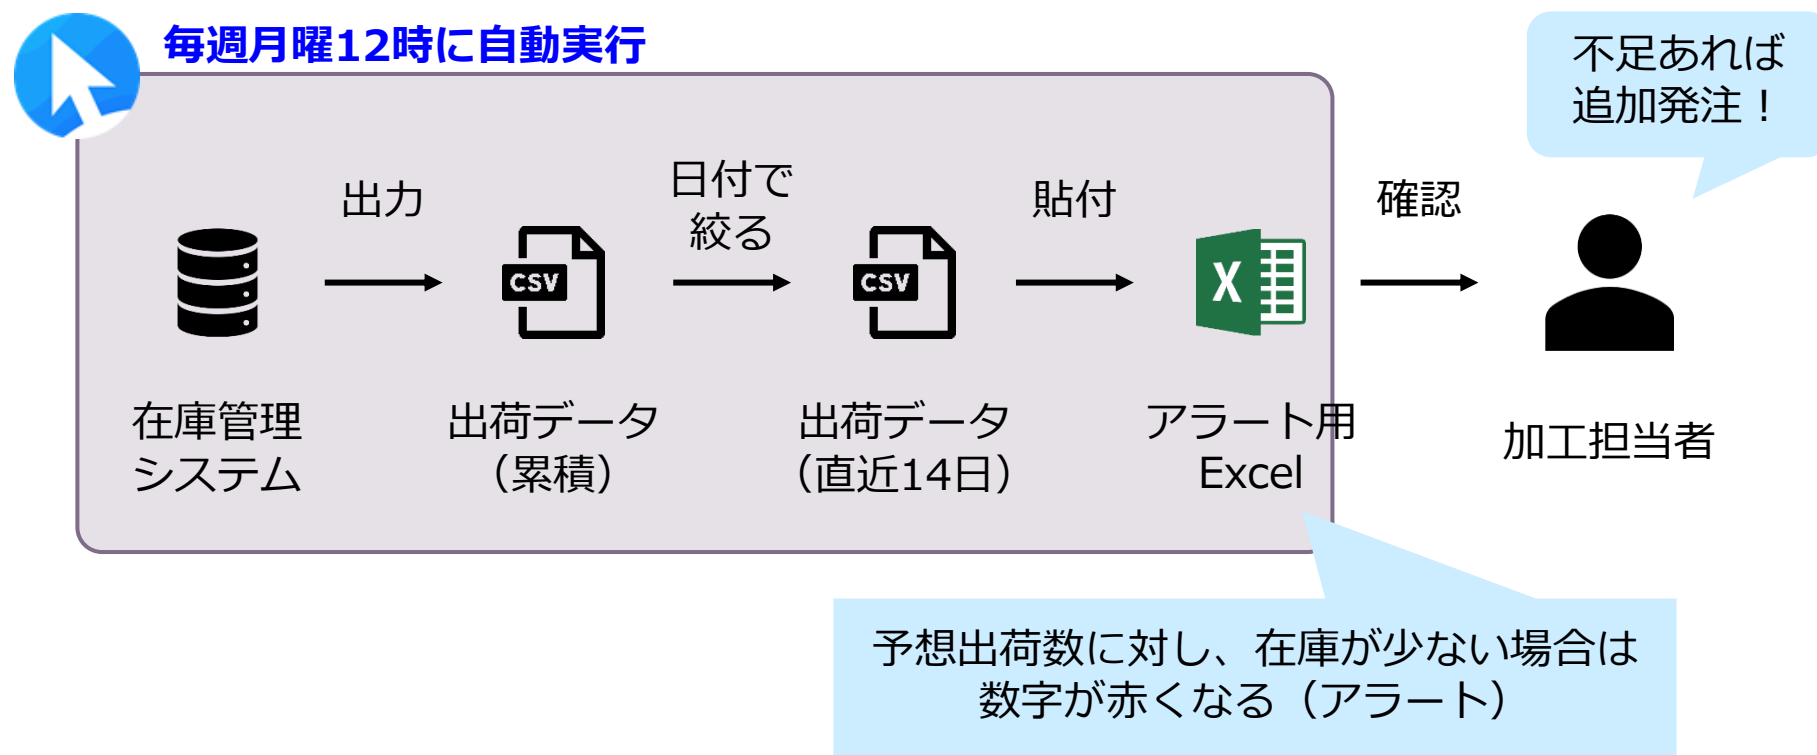 毎週月曜12時に自動実行
不足あれば
追加発注！
出力
日付で
絞る
貼付
確認
CSV
CSV
X
在庫管理
システム
出荷データ
（累積）
出荷データ
（直近14日）
アラート用
Excel
加工担当者
予想出荷数に対し、在庫が少ない場合は
数字が赤くなる（アラート）